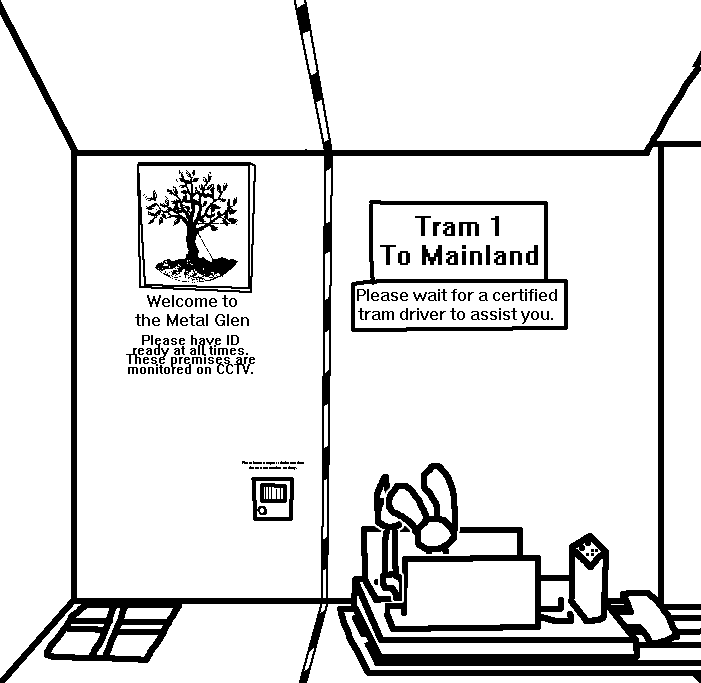 Welcome to
the Metal Glen
Please have ID
ready at all times.
These premises are
monitored on CCTV.
Tram 1
To Mainland
Please wait for a certified
tram driver to assist you.